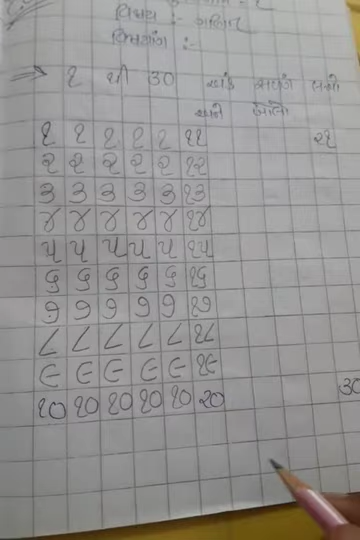 વિષય :- ગણિત
વિભાગ :-
⇒ ૧ થી 30 સળંગ લખો
અને બોલો
૧ ૧ ૧ ૧ ૧ ૧૧ ૨૧
૨ ૨ ૨ ૨ ૨ ૧૨
૩ ૩ ૩ ૩ ૩ ૧૩
૪ ૪ ૪ ૪ ૪ ૧૪
૫ ૫ ૫ ૫ ૫ ૧૫
૬ ૬ ૬ ૬ ૬ ૧૬
૭ ૭ ૭ ૭ ૭ ૧૭
૮ ૮ ૮ ૮ ૮ ૧૮
૯ ૯ ૯ ૯ ૯ ૧૯
૧૦ ૧૦ ૧૦ ૧૦ ૧૦ ૨૦ ૩૦